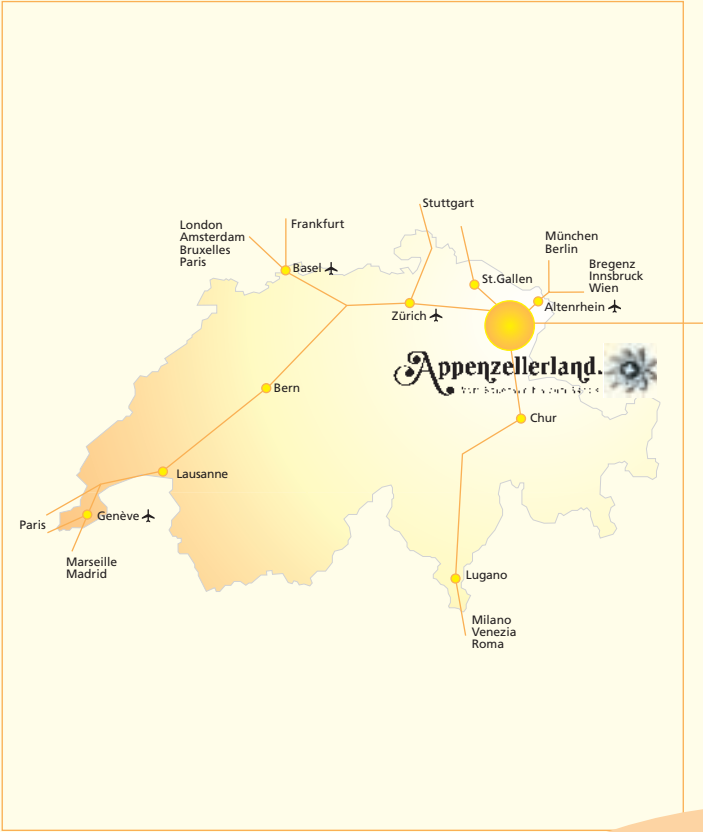 Stuttgart
London
Amsterdam
Bruxelles
Paris
Frankfurt
München
Berlin
Bregenz
Innsbruck
Wien
Basel
St.Gallen
Altenrhein
Zürich
Appenzellerland.
Bern
Chur
Lausanne
Genève
Paris
Marseille
Madrid
Lugano
Milano
Venezia
Roma